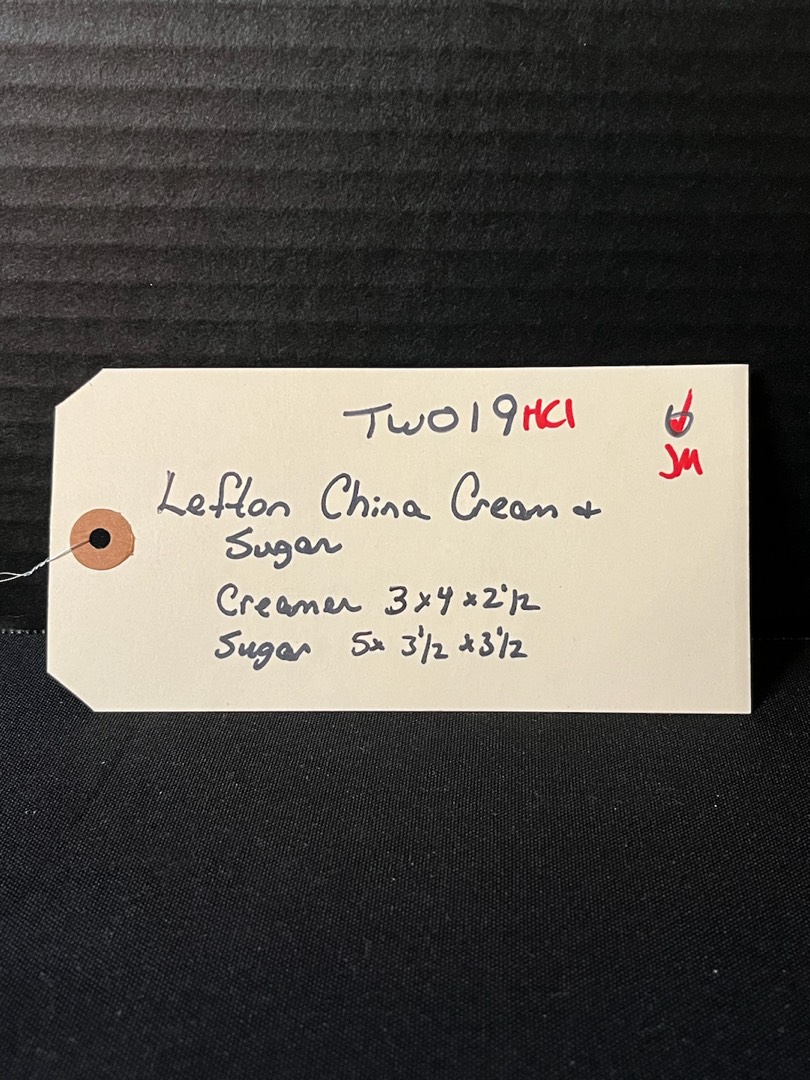 TW019HC1
JM
Lefton China Cream +
Sugar
Creamer 3 x 4 x 2 1/2
Sugar 5 x 3 1/2 x 3 1/2